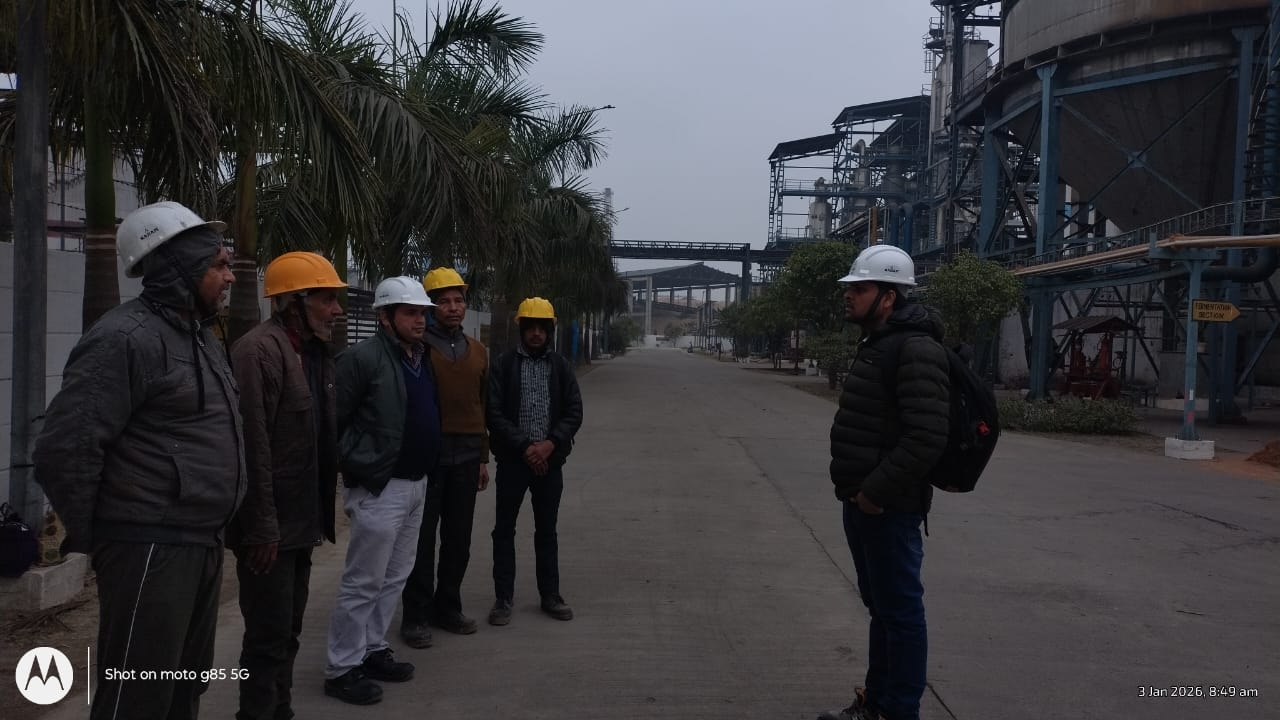 FERMENTATION
SECTION
Shot on moto g85 5G
3 Jan 2026, 8:49 am